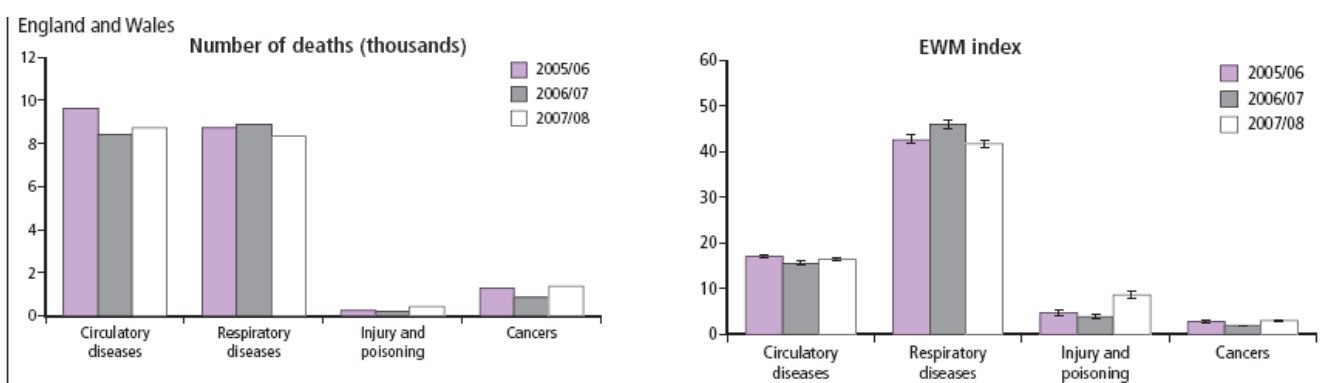 England and Wales
Number of deaths (thousands)
12
10
8
6
4
2
0
2005/06
2006/07
2007/08
Circulatory
diseases
Respiratory
diseases
Injury and
poisoning
Cancers
EWM index
60
50
40
30
20
10
0
2005/06
2006/07
2007/08
Circulatory
diseases
Respiratory
diseases
Injury and
poisoning
Cancers